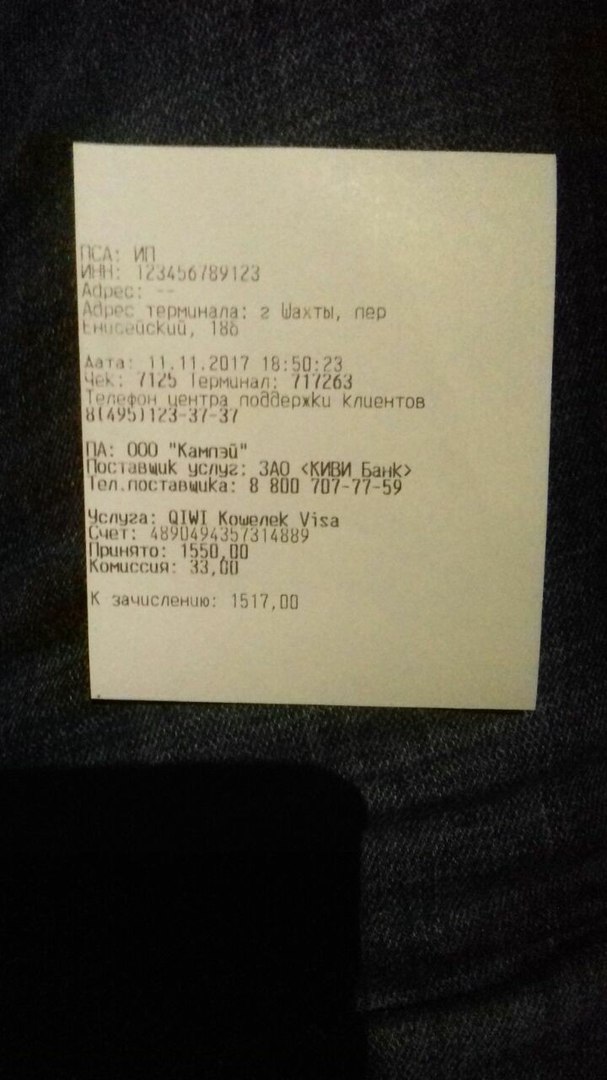 ПСА: ИП
ИНН: 123456789123
Адрес: --
Адрес терминала: г Шахты, пер
Енисейский, 18б
Дата: 11.11.2017 18:50:23
Чек: 7125 Терминал: 717263
Телефон центра поддержки клиентов
8(495)123-37-37
ПА: ООО "Кампэй"
Поставщик услуг: ЗАО <КИВИ Банк>
Тел.поставщика: 8 800 707-77-59
Услуга: QIWI Кошелек Visa
Счет: 4890494357314889
Принято: 1550,00
Комиссия: 33,00
К зачислению: 1517,00